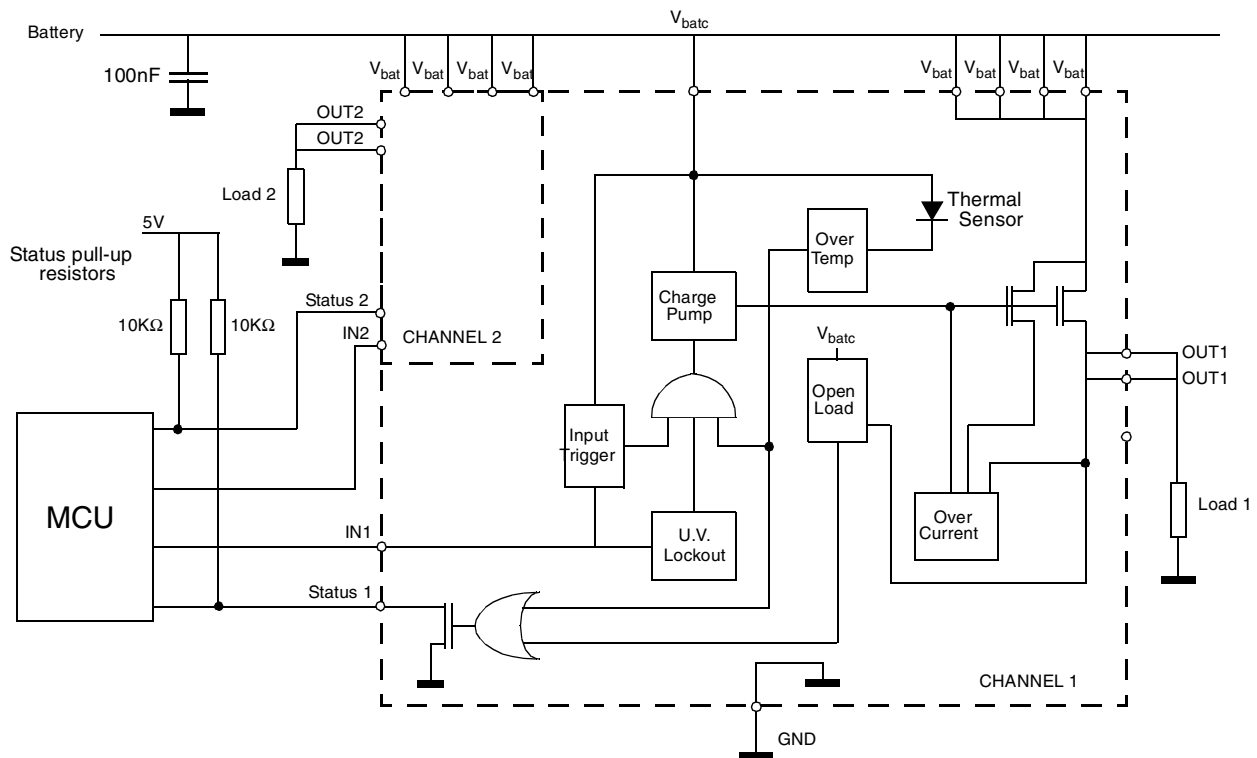 Battery
V_batc
100nF
V_bat V_bat V_bat V_bat
V_bat V_bat V_bat V_bat
OUT2
OUT2
Load 2
5V
Status pull-up
resistors
10KΩ
10KΩ
Status 2
IN2
CHANNEL 2
Thermal
Sensor
Over
Temp
Charge
Pump
V_batc
Open
Load
OUT1
OUT1
Input
Trigger
MCU
Over
Current
Load 1
IN1
U.V.
Lockout
Status 1
CHANNEL 1
GND